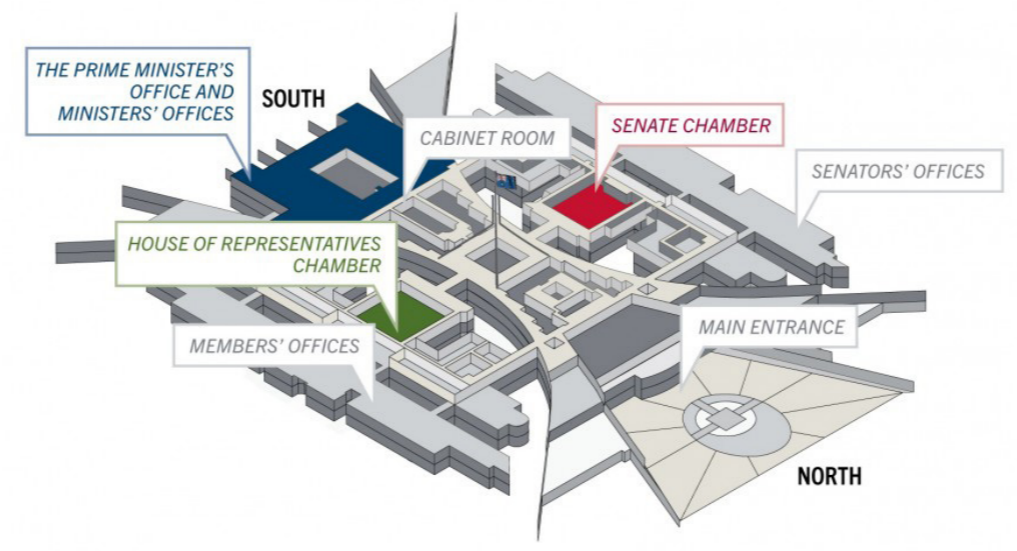 THE PRIME MINISTER'S
OFFICE AND
MINISTERS' OFFICES
SOUTH
CABINET ROOM
SENATE CHAMBER
SENATORS' OFFICES
HOUSE OF REPRESENTATIVES
CHAMBER
MEMBERS' OFFICES
MAIN ENTRANCE
NORTH